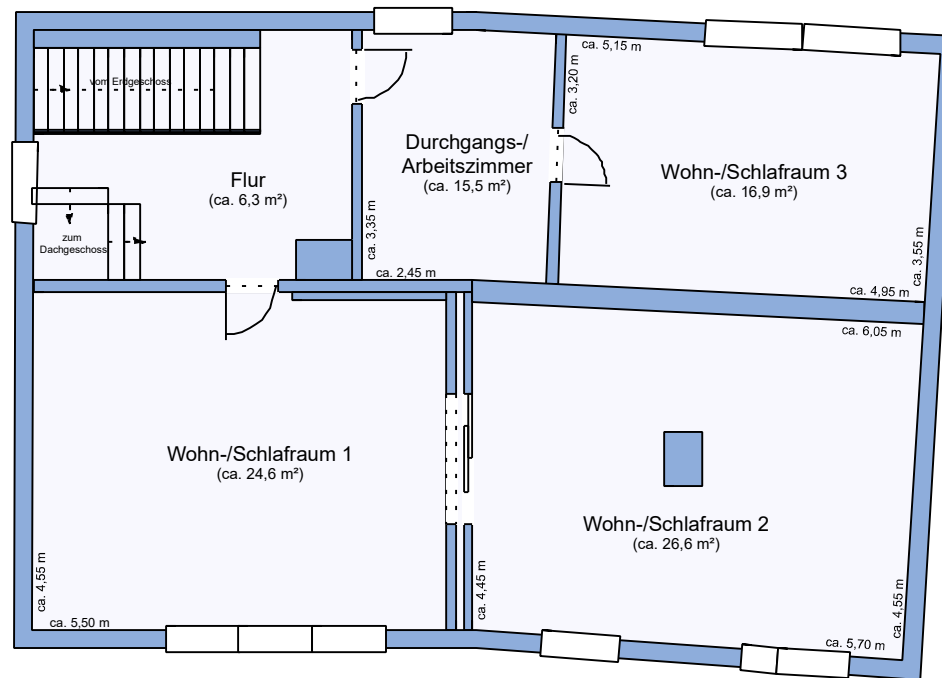 ca. 5,15 m
vom Erdgeschoss
ca. 3,20 m
Durchgangs-/
Arbeitszimmer
(ca. 15,5 m²)
Wohn-/Schlafraum 3
(ca. 16,9 m²)
Flur
(ca. 6,3 m²)
ca. 3,35 m
zum
Dachgeschoss
ca. 3,55 m
ca. 2,45 m
ca. 4,95 m
ca. 6,05 m
Wohn-/Schlafraum 1
(ca. 24,6 m²)
Wohn-/Schlafraum 2
(ca. 26,6 m²)
ca. 4,55 m
ca. 4,45 m
ca. 4,55 m
ca. 5,50 m
ca. 5,70 m